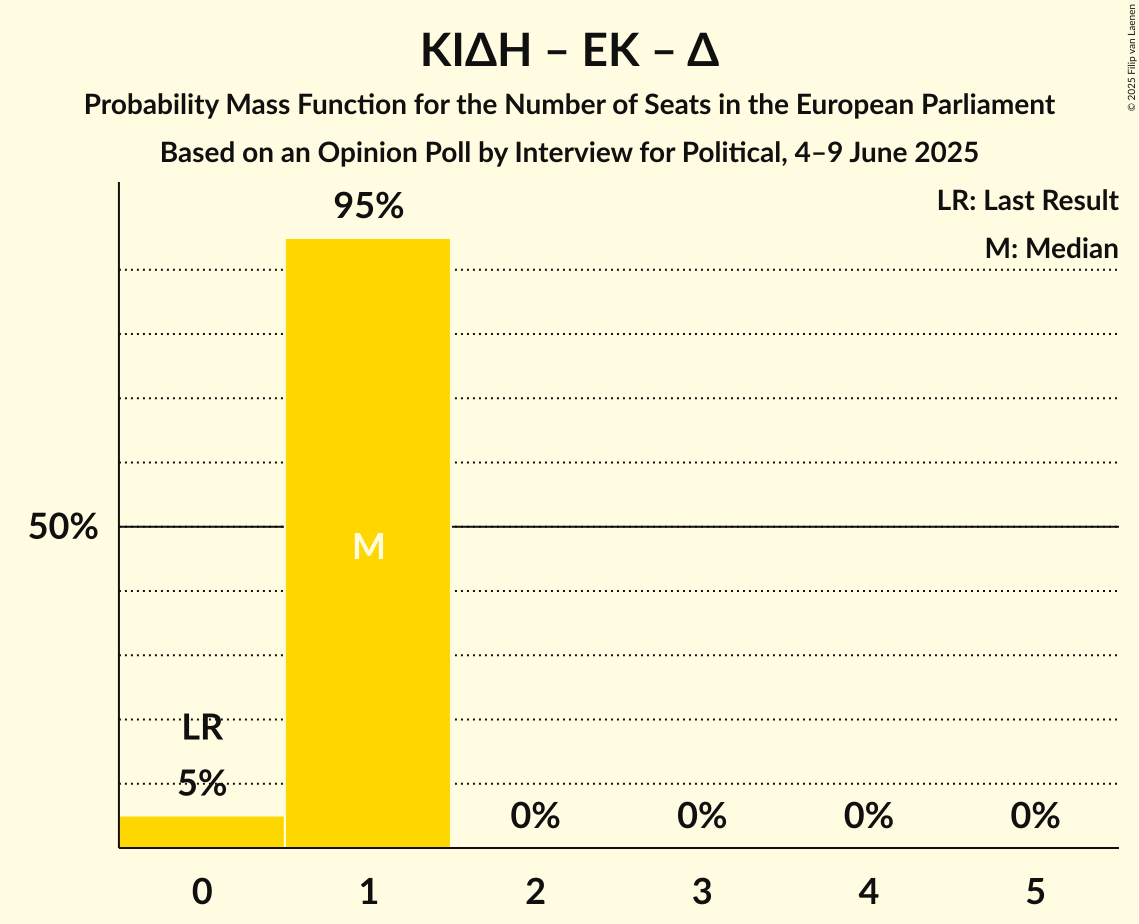 ΚΙΔΗ – ΕΚ – Δ
Probability Mass Function for the Number of Seats in the European Parliament
Based on an Opinion Poll by Interview for Political, 4–9 June 2025
© 2025 Filip van Laenen
LR: Last Result
M: Median
95%
50%
M
LR
5%
0% 0% 0% 0%
0 1 2 3 4 5